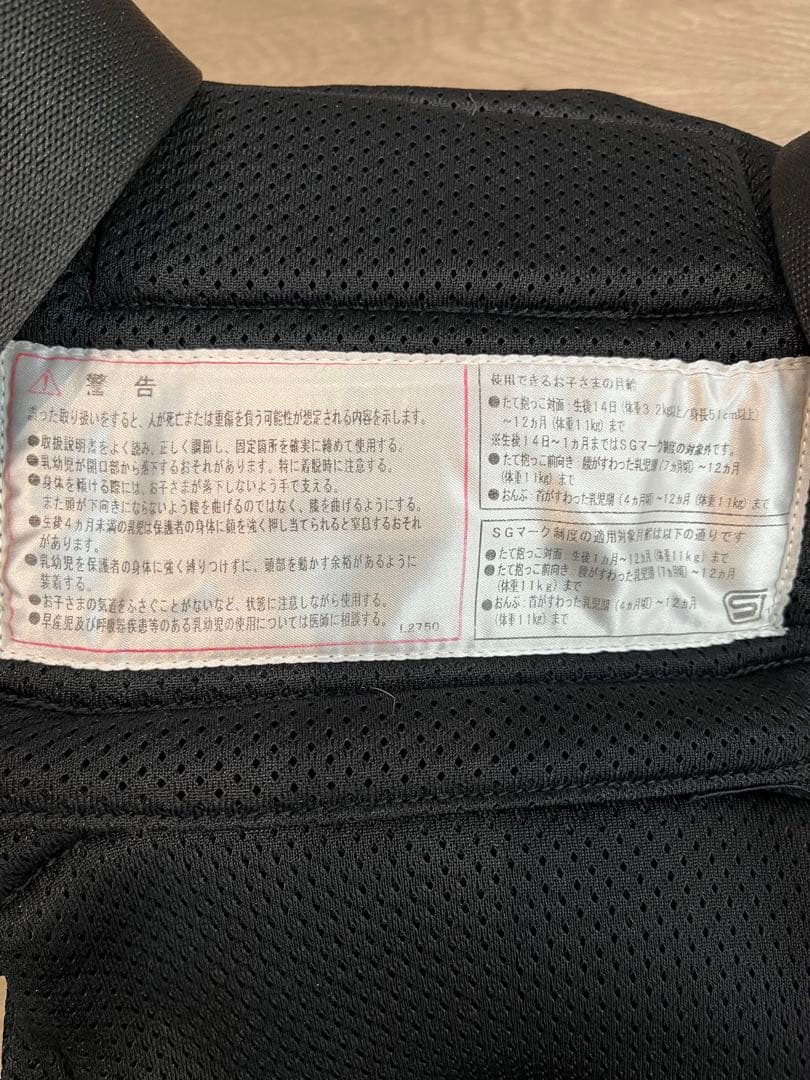 警告
誤った取り扱いをすると、人が死亡または重傷を負う可能性が想定される内容を示します。
●取扱説明書をよく読み、正しく調節し、固定箇所を確実に締めて使用する。
●乳幼児が開口部から落下するおそれがあります。特に着脱時に注意する。
●身体を傾ける際には、お子さまが落下しないよう手で支える。
また頭が下向きにならないよう腰を曲げるのではなく、膝を曲げるようにする。
●生後4ヵ月未満の乳児は保護者の身体に顔を強く押し当てられると窒息するおそれ
があります。
●乳幼児を保護者の身体に強く縛りつけずに、頭部を動かす余裕があるように
装着する。
●お子さまの気道をふさぐことがないなど、状態に注意しながら使用する。
●早産児及び呼吸器疾患等のある乳幼児の使用については医師に相談する。
L2750
使用できるお子さまの月齢
●たて抱っこ対面：生後14日(体重3.2kg以上/身長51cm以上)
～12ヵ月(体重11kg)まで
※生後14日～1ヵ月まではSGマーク制度の対象外です。
●たて抱っこ前向き：腰がすわった乳児期(7ヵ月頃)～12ヵ月
(体重11kg)まで
●おんぶ：首がすわった乳児期(4ヵ月頃)～12ヵ月(体重11kg)まで
SGマーク制度の適用対象月齢は以下の通りです
●たて抱っこ対面：生後1ヵ月～12ヵ月(体重11kg)まで
●たて抱っこ前向き：腰がすわった乳児期(7ヵ月頃)～12ヵ月
(体重11kg)まで
●おんぶ：首がすわった乳児期(4ヵ月頃)～12ヵ月
(体重11kg)まで